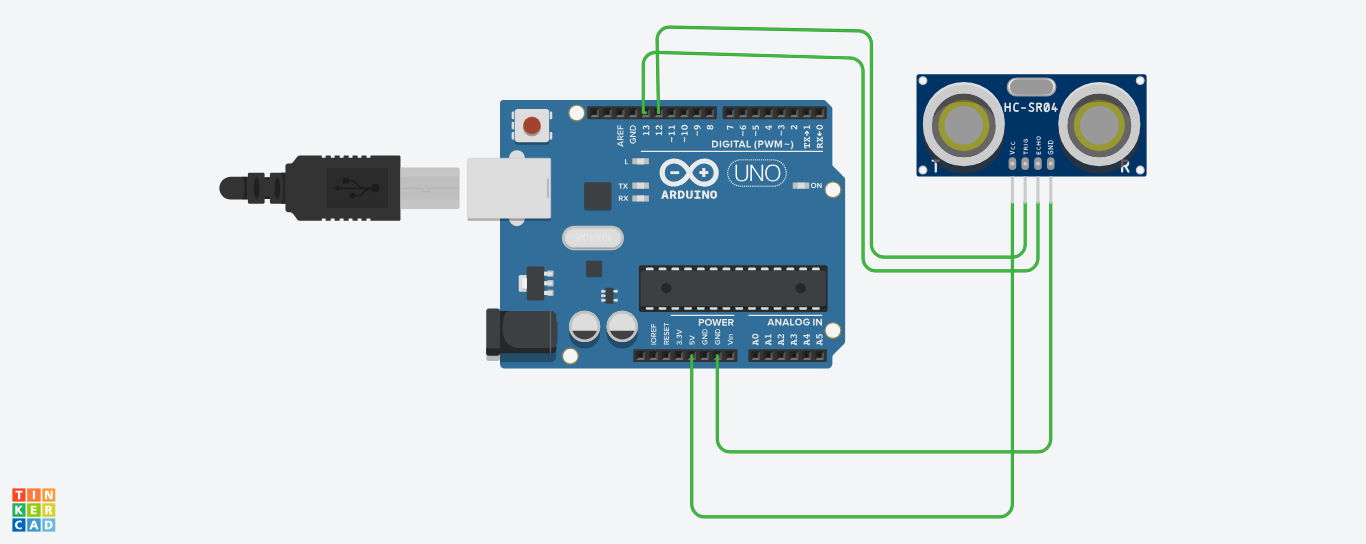 HC-SR04
VCC
TRIG
ECHO
GND
T
R
AREF
GND
13
12
~11
~10
~9
8
7
~6
~5
4
~3
2
TX→1
RX←0
DIGITAL (PWM~)
L
TX
RX
ARDUINO
UNO
ON
POWER
ANALOG IN
IOREF
RESET
3.3V
5V
GND
GND
Vin
A0
A1
A2
A3
A4
A5
TIN
KER
CAD